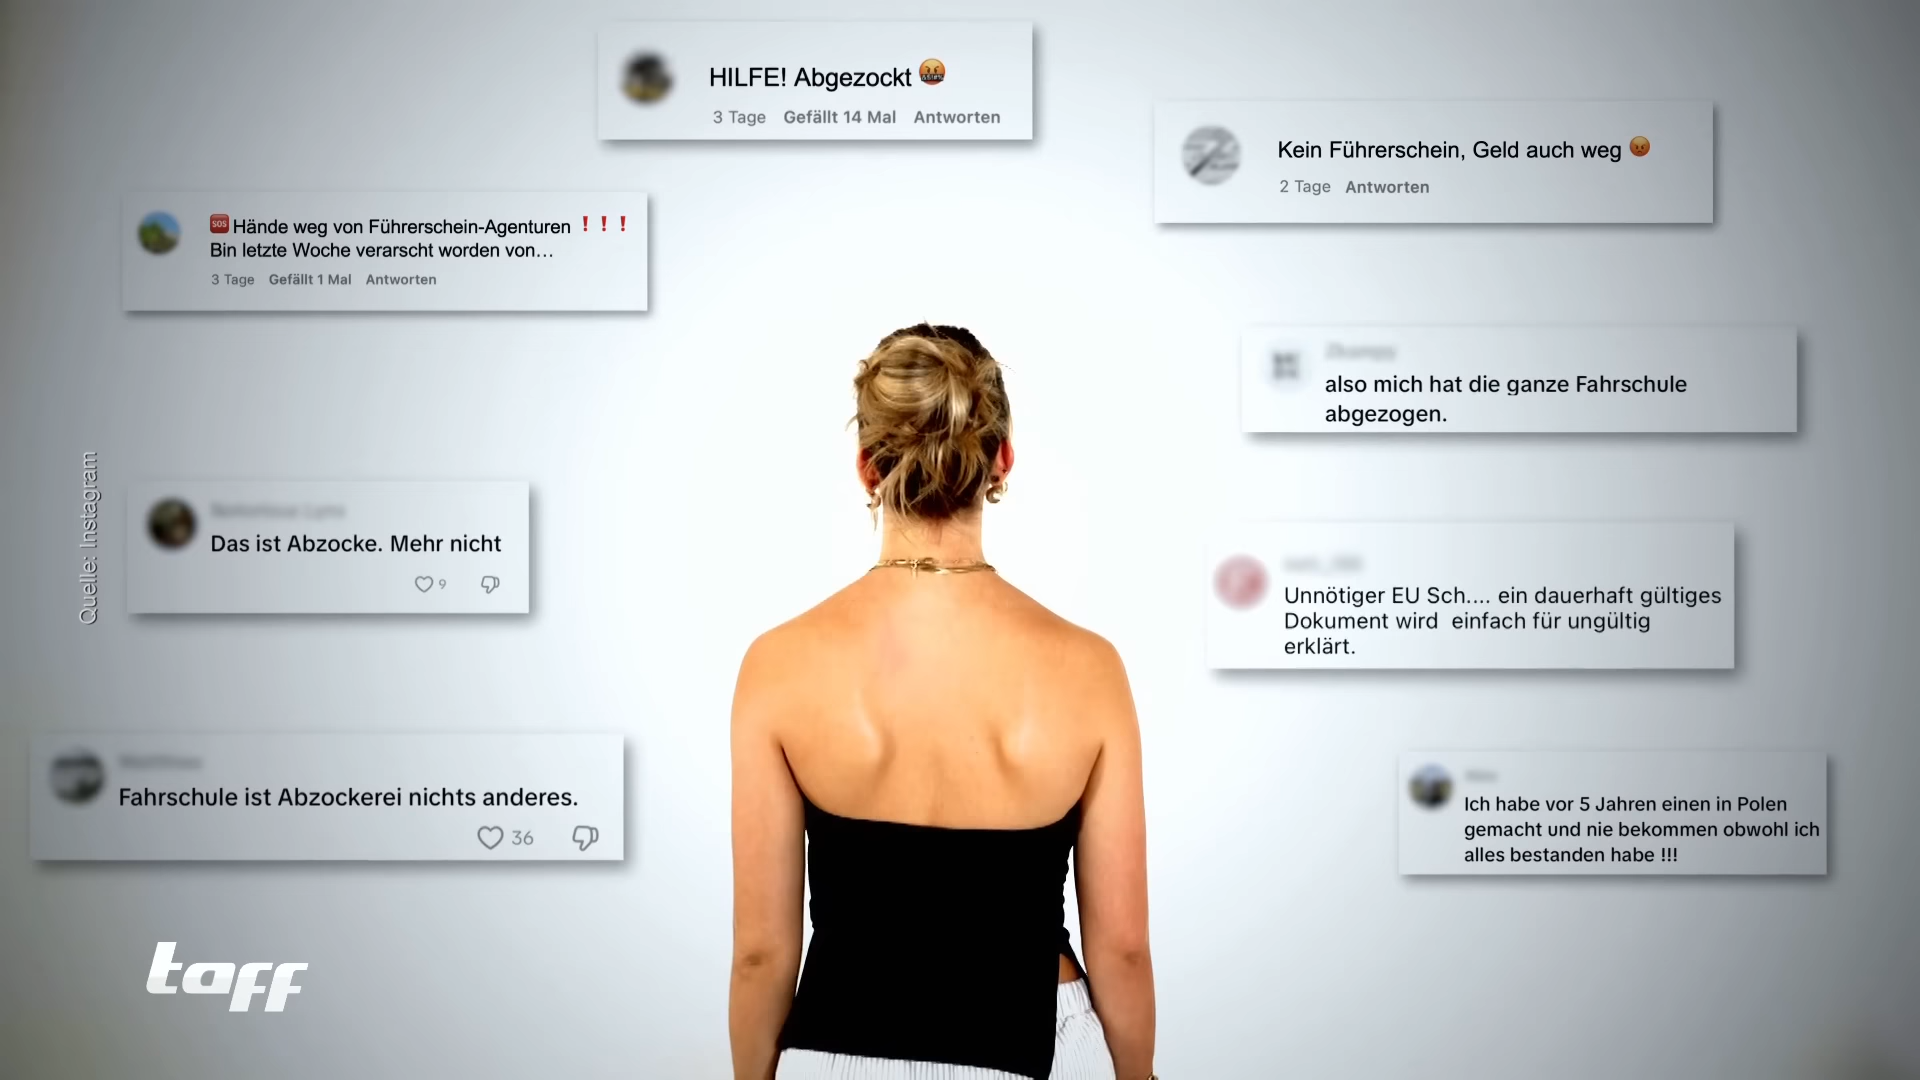 HILFE! Abgezockt 🤬
3 Tage Gefällt 14 Mal Antworten
Kein Führerschein, Geld auch weg 😡
2 Tage Antworten
🆘 Hände weg von Führerschein-Agenturen ❗❗❗
Bin letzte Woche verarscht worden von…
3 Tage Gefällt 1 Mal Antworten
also mich hat die ganze Fahrschule
abgezogen.
Das ist Abzocke. Mehr nicht
9
Unnötiger EU Sch.... ein dauerhaft gültiges
Dokument wird einfach für ungültig
erklärt.
Fahrschule ist Abzockerei nichts anderes.
36
Ich habe vor 5 Jahren einen in Polen
gemacht und nie bekommen obwohl ich
alles bestanden habe !!!
Quelle: Instagram
taff